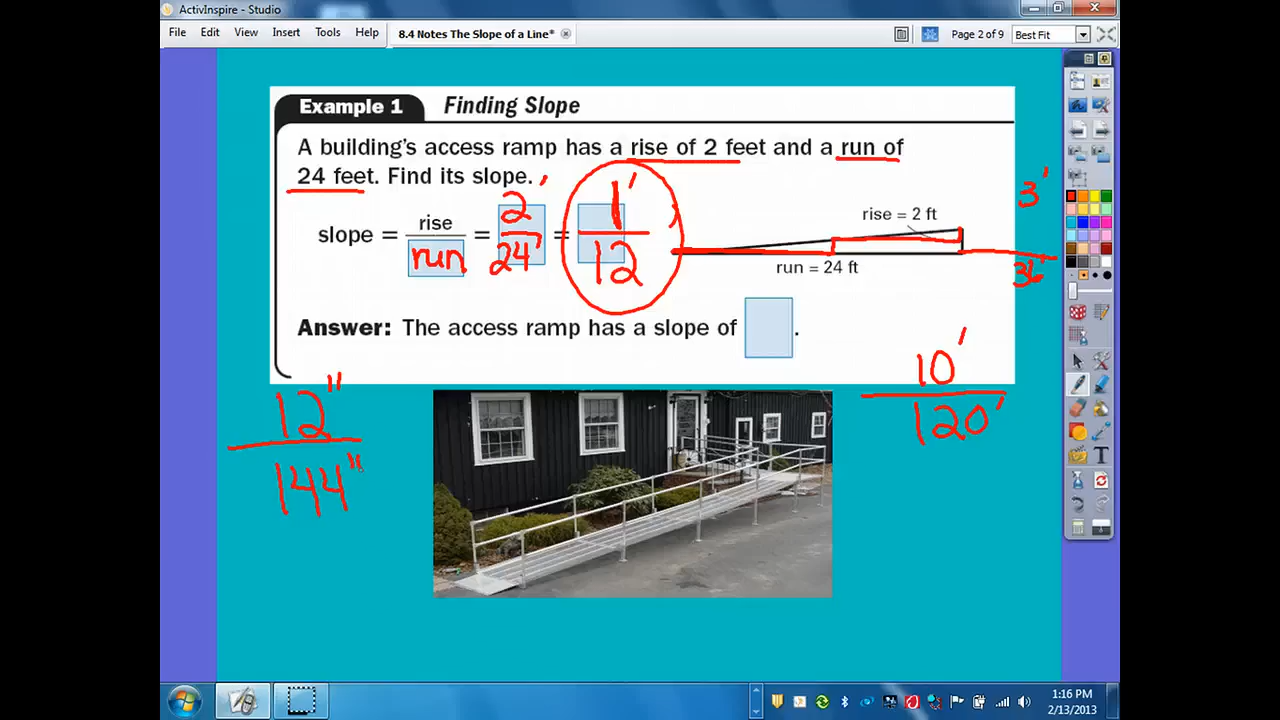 ActivInspire - Studio
File Edit View Insert Tools Help
8.4 Notes The Slope of a Line*
Page 2 of 9
Best Fit
Example 1 Finding Slope
A building's access ramp has a rise of 2 feet and a run of
24 feet. Find its slope.
slope = rise / run = 2' / 24' = 1' / 12
rise = 2 ft
run = 24 ft
3' / 36'
Answer: The access ramp has a slope of .
12" / 144"
10' / 120'
1:16 PM
2/13/2013